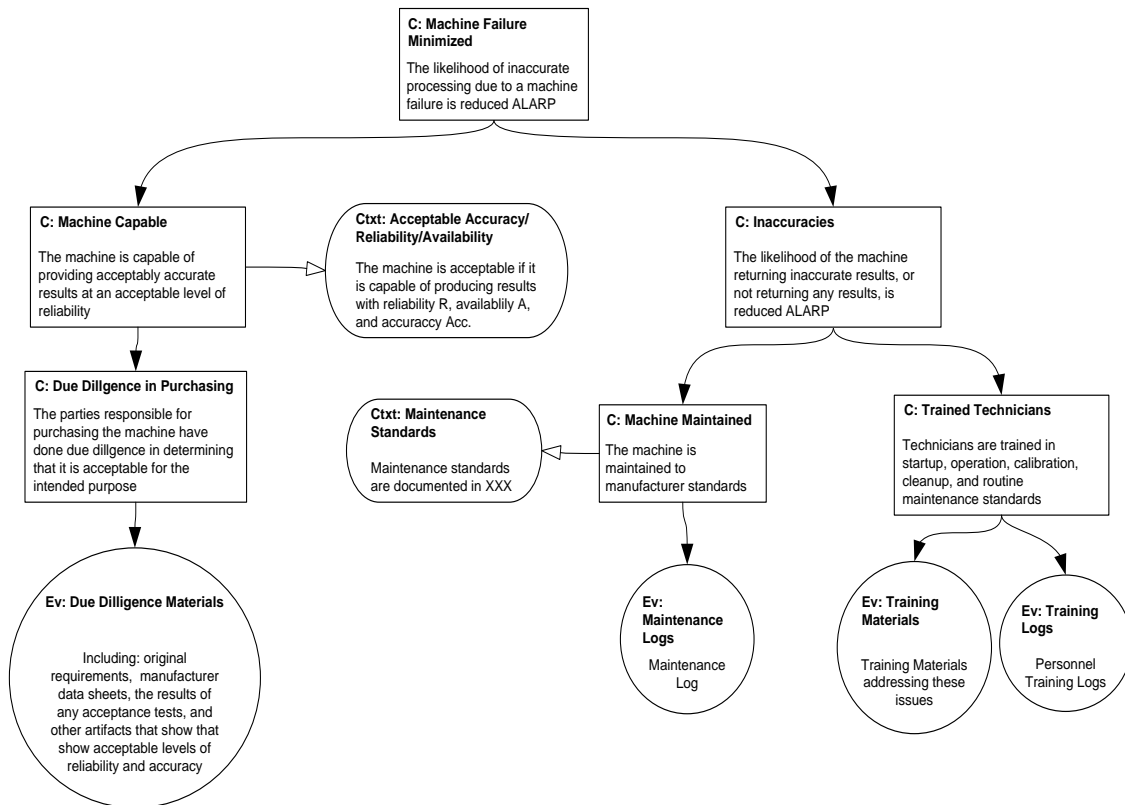 C: Machine Failure
Minimized
The likelihood of inaccurate
processing due to a machine
failure is reduced ALARP
C: Machine Capable
The machine is capable of
providing acceptably accurate
results at an acceptable level of
reliability
Ctxt: Acceptable Accuracy/
Reliability/Availability
The machine is acceptable if it
is capable of producing results
with reliability R, availablily A,
and accuraccy Acc.
C: Inaccuracies
The likelihood of the machine
returning inaccurate results, or
not returning any results, is
reduced ALARP
C: Due Dillgence in Purchasing
The parties responsible for
purchasing the machine have
done due dillgence in determining
that it is acceptable for the
intended purpose
Ctxt: Maintenance
Standards
Maintenance standards
are documented in XXX
C: Machine Maintained
The machine is
maintained to
manufacturer standards
C: Trained Technicians
Technicians are trained in
startup, operation, calibration,
cleanup, and routine
maintenance standards
Ev: Due Dilligence Materials
Including: original
requirements, manufacturer
data sheets, the results of
any acceptance tests, and
other artifacts that show that
show acceptable levels of
reliability and accuracy
Ev:
Maintenance
Logs
Maintenance
Log
Ev: Training
Materials
Training Materials
addressing these
issues
Ev: Training
Logs
Personnel
Training Logs